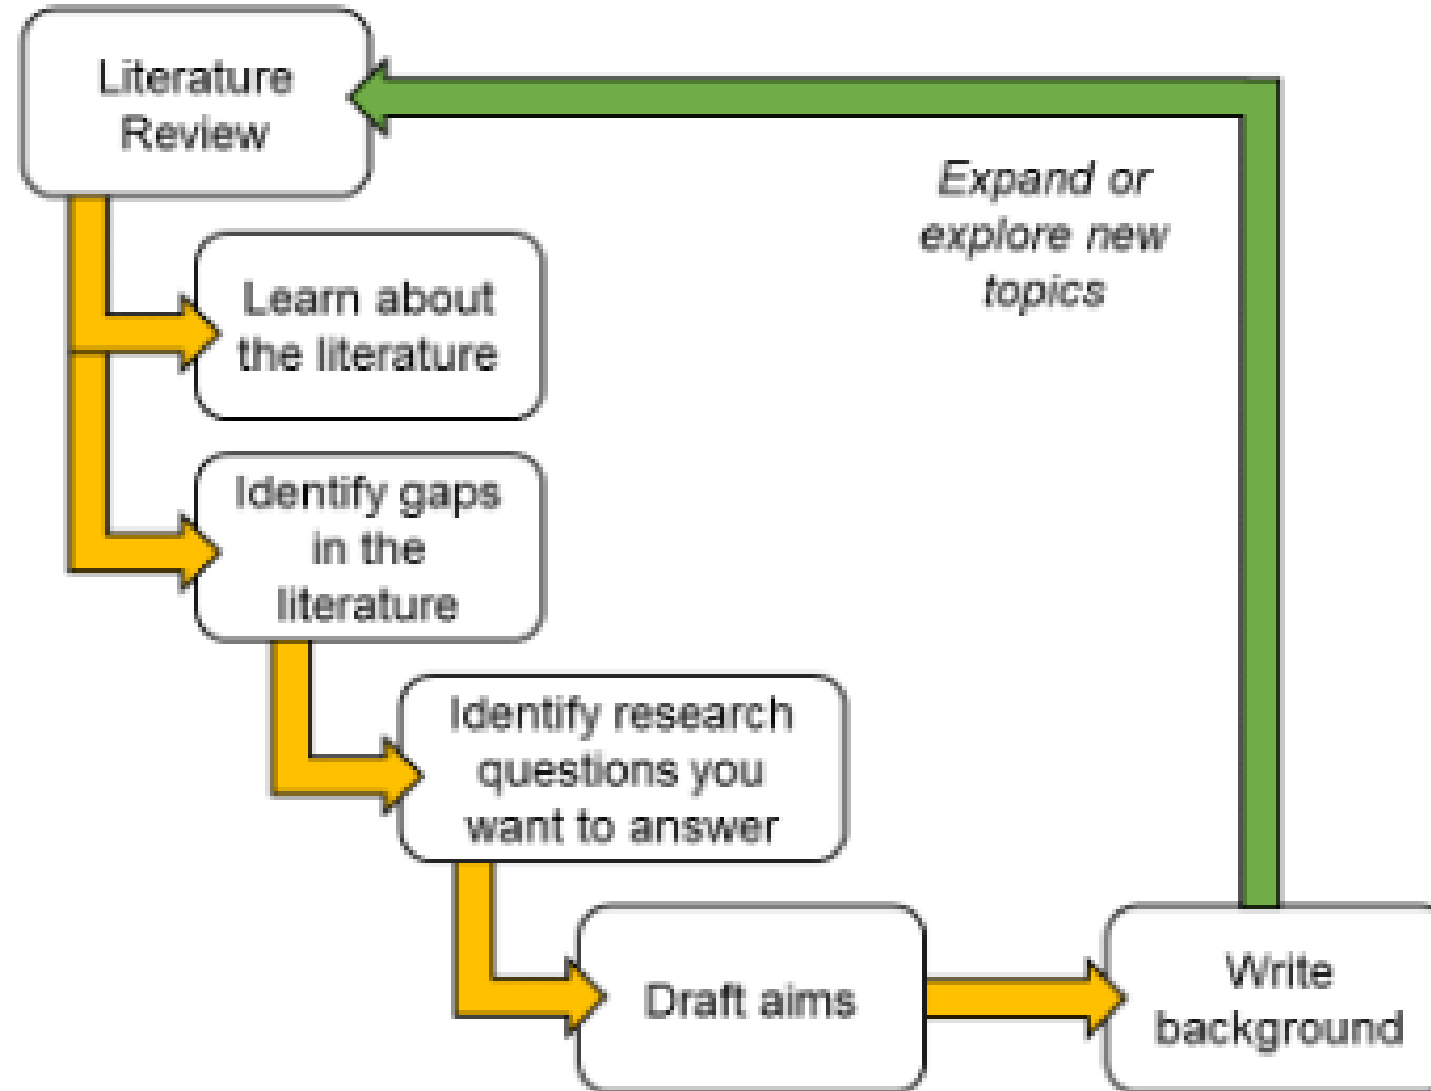 Literature
Review
Expand or
explore new
topics
Learn about
the literature
Identify gaps
in the
literature
Identify research
questions you
want to answer
Draft aims
Write
background